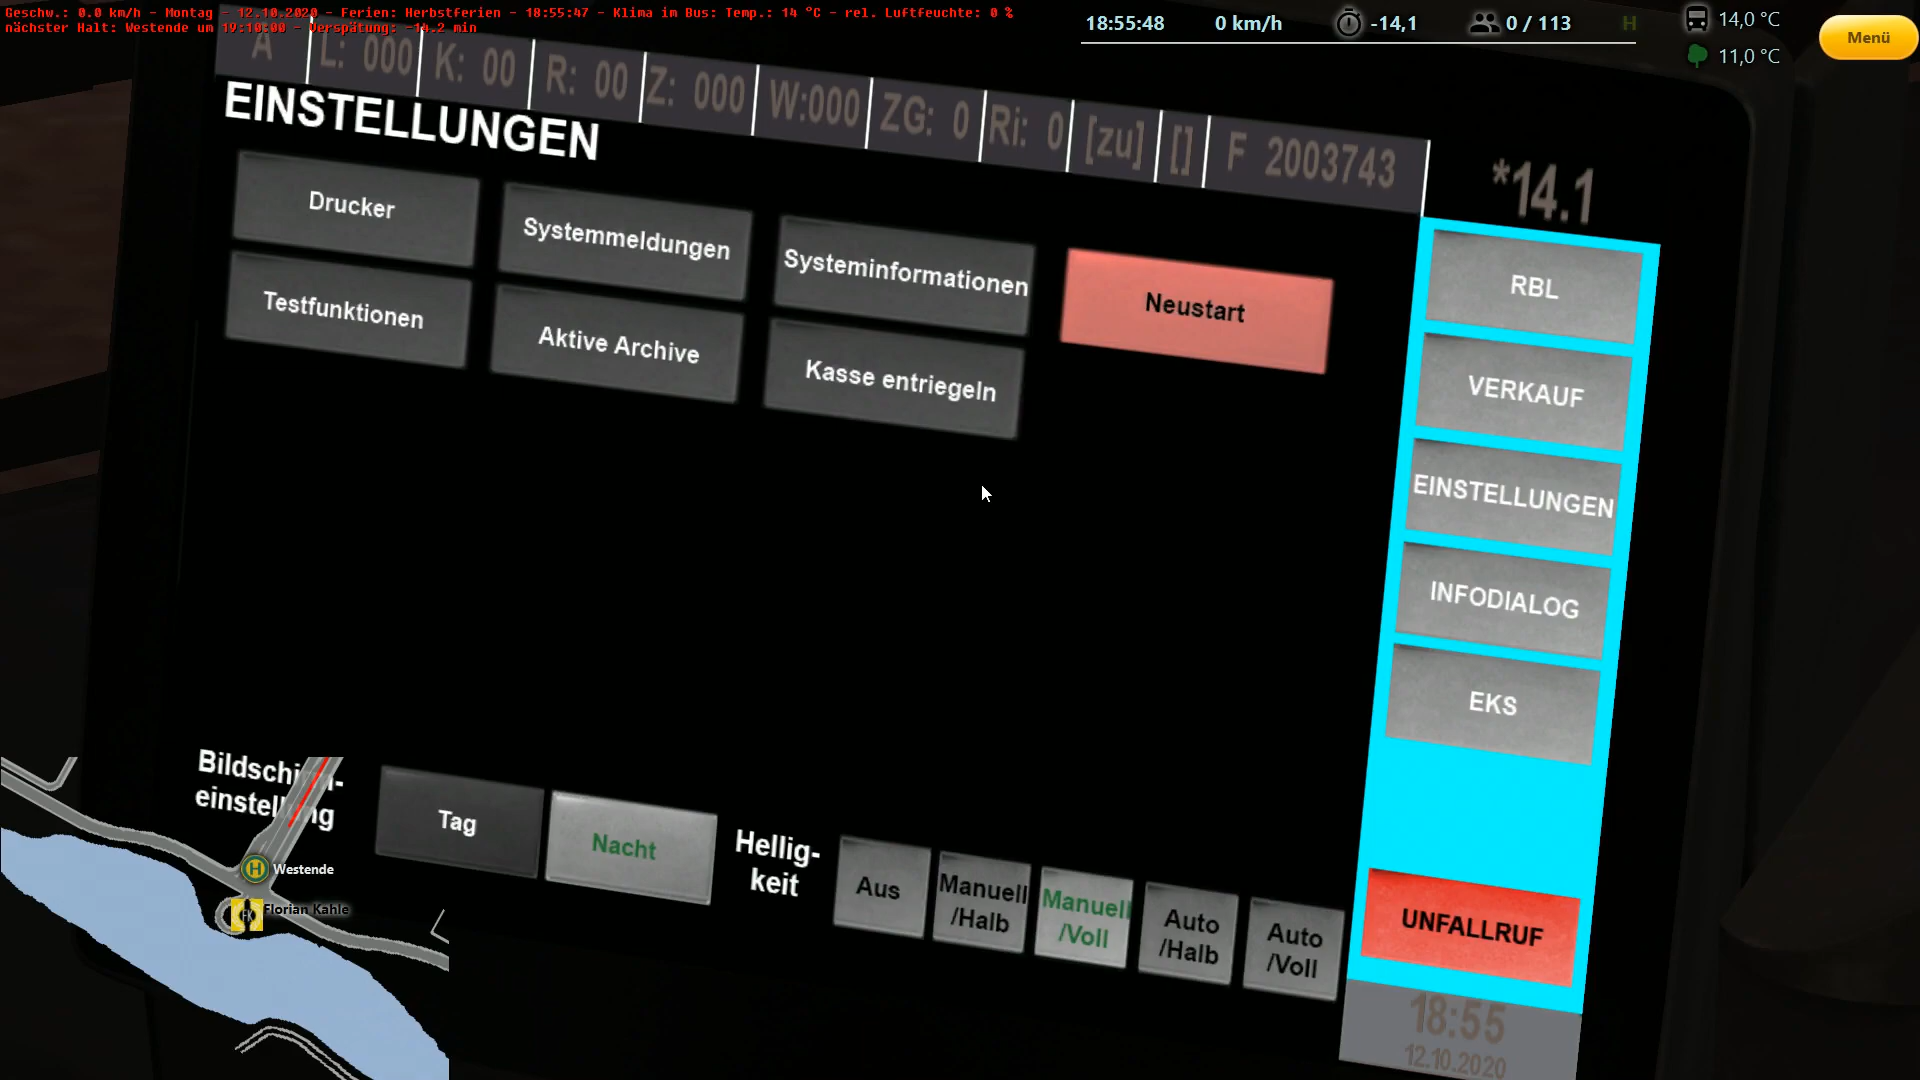 Geschw.: 0.0 km/h - Montag - 12.10.2020 - Ferien: Herbstferien - 18:55:47 - Klima im Bus: Temp.: 14 °C - rel. Luftfeuchte: 0 %
nächster Halt: Westende um 19:10:00 - Verspätung: -14.2 min
18:55:48 0 km/h -14,1 0 / 113 H 14,0 °C
11,0 °C
Menü
A L: 000 K: 00 R: 00 Z: 000 W:000 ZG: 0 Ri: 0 [zu] [] F 2003743
*14.1
EINSTELLUNGEN
Drucker
Systemmeldungen
Systeminformationen
Neustart
Testfunktionen
Aktive Archive
Kasse entriegeln
RBL
VERKAUF
EINSTELLUNGEN
INFODIALOG
EKS
UNFALLRUF
18:55
12.10.2020
Tag
Nacht
Hellig-
keit
Aus
Manuell
/Halb
Manuell
/Voll
Auto
/Halb
Auto
/Voll
H Westende
FK Florian Kahle